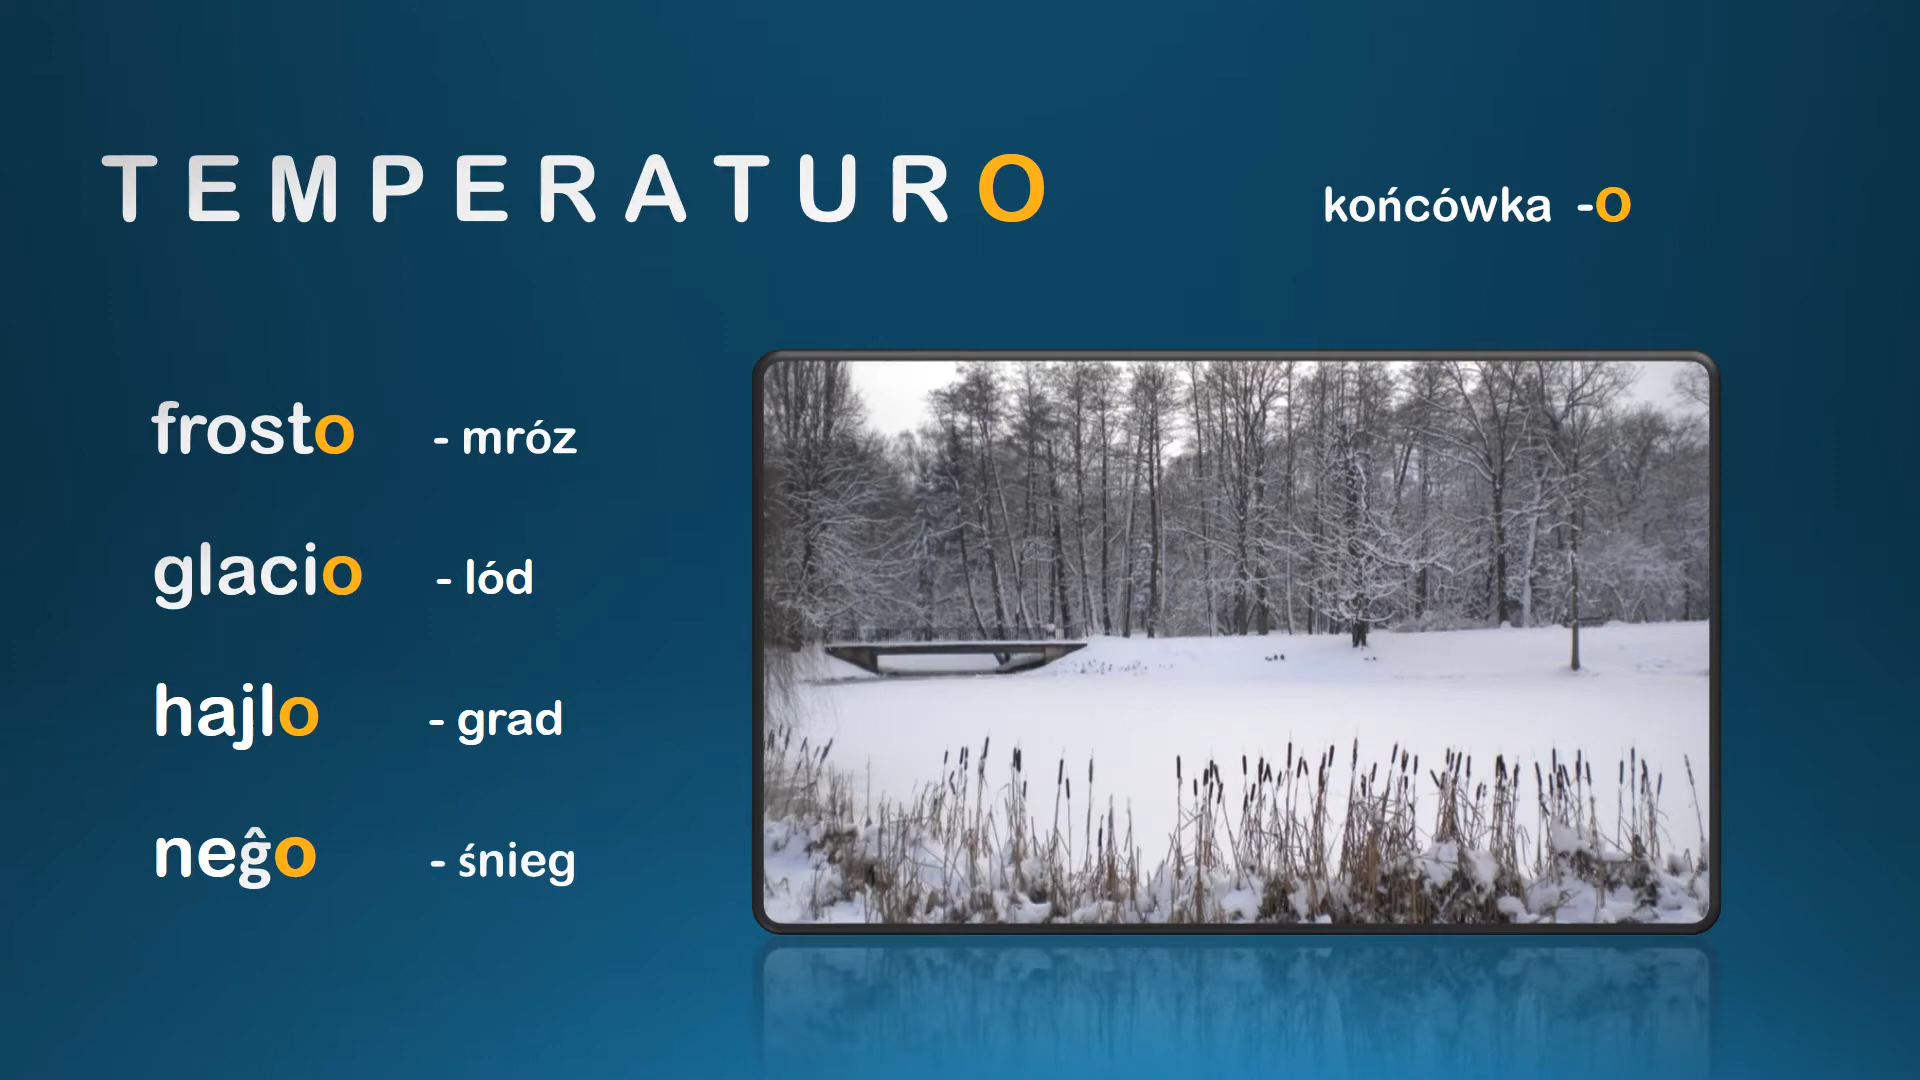 TEMPERATURO
końcówka -o
frosto - mróz
glacio - lód
hajlo - grad
neĝo - śnieg